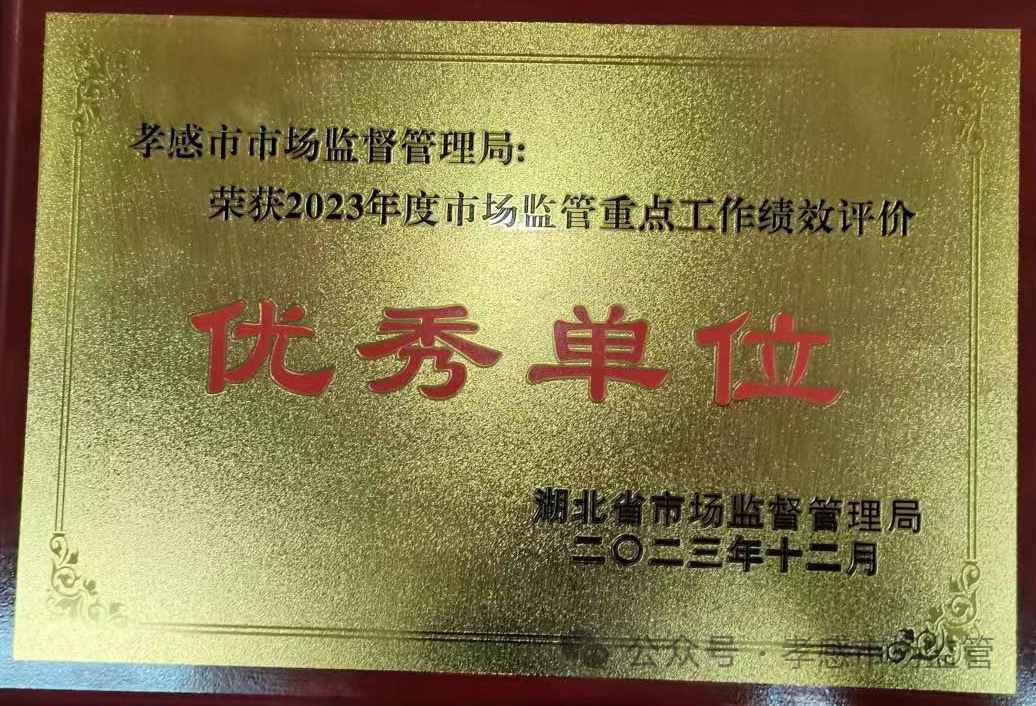 孝感市市场监督管理局:
荣获2023年度市场监管重点工作绩效评价
优秀单位
湖北省市场监督管理局
二〇二三年十二月
公众号·孝感市场监管